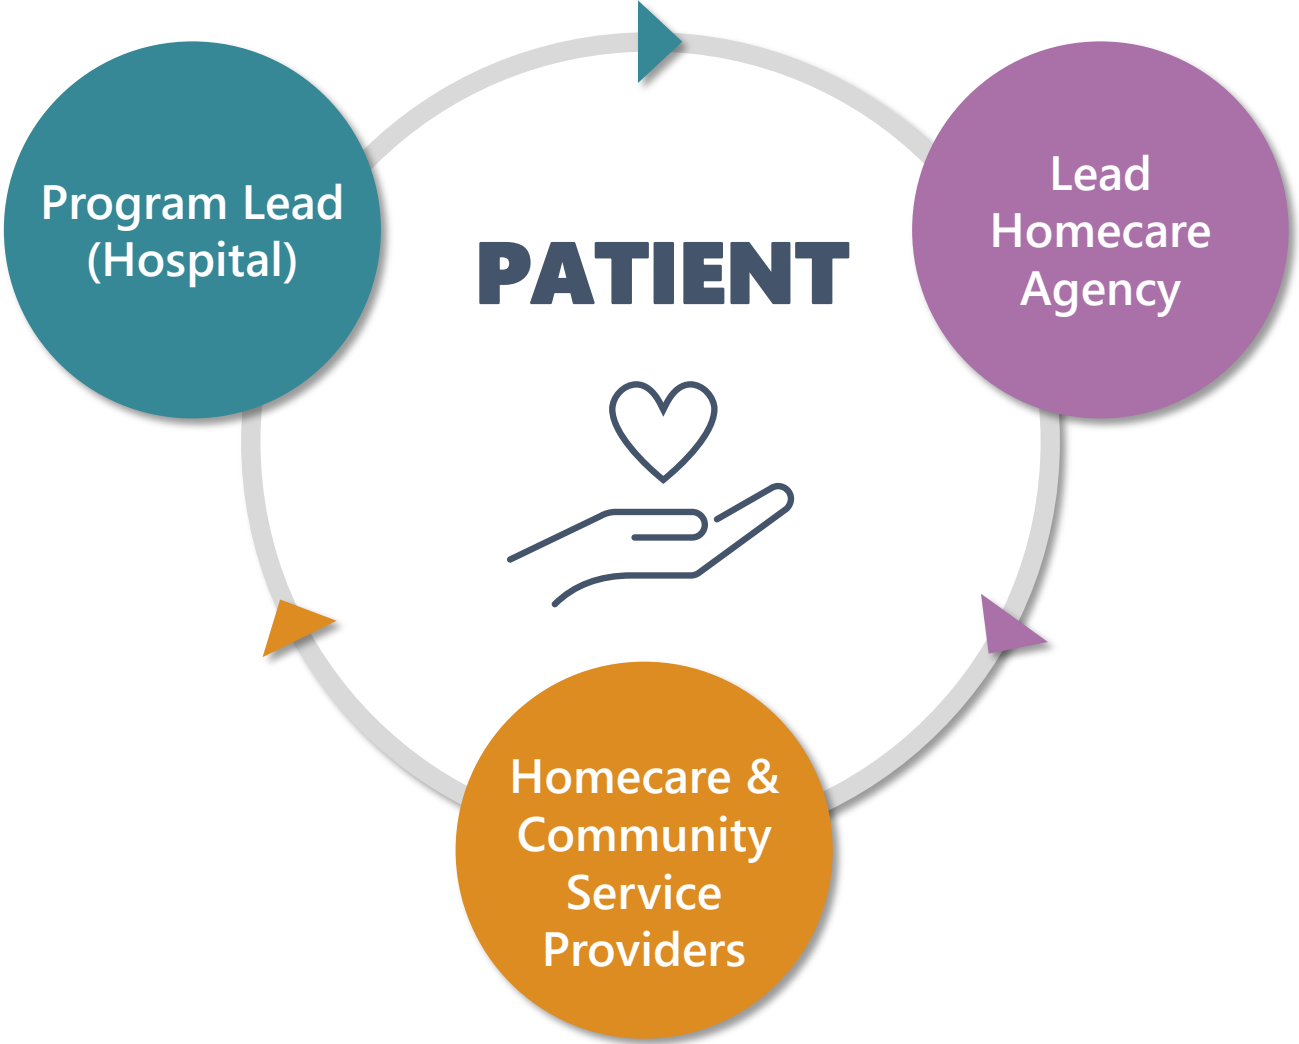 Program Lead
(Hospital)
PATIENT
Lead
Homecare
Agency
Homecare &
Community
Service
Providers